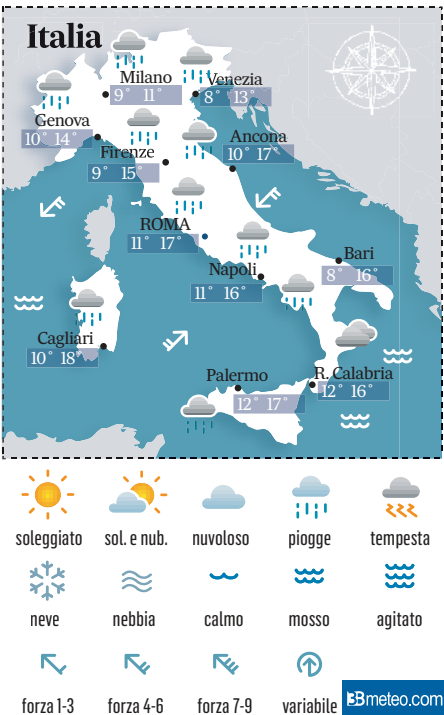 Italia
Milano
9° 11°
Venezia
8° 13°
Genova
10° 14°
Firenze
9° 15°
Ancona
10° 17°
ROMA
11° 17°
Napoli
11° 16°
Bari
8° 16°
Cagliari
10° 18°
Palermo
12° 17°
R. Calabria
12° 16°
soleggiato sol. e nub. nuvoloso piogge tempesta
neve nebbia calmo mosso agitato
forza 1-3 forza 4-6 forza 7-9 variabile
3Bmeteo.com